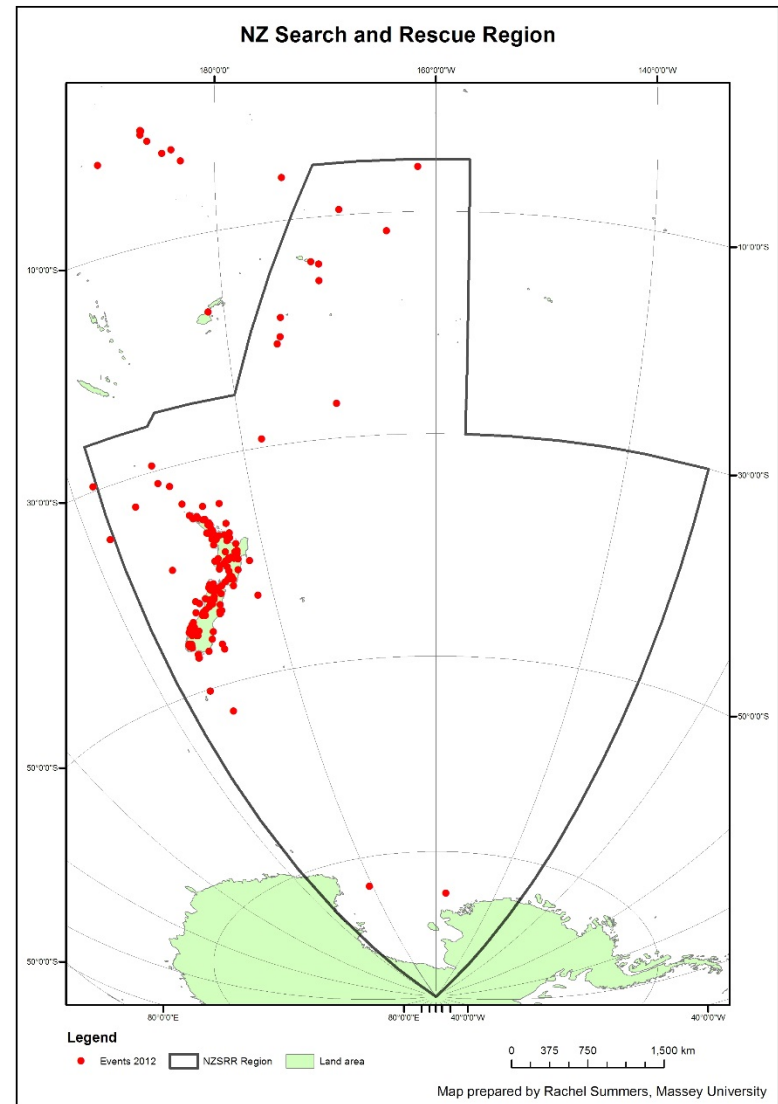 NZ Search and Rescue Region
180°0'0" 160°0'0"W 140°0'0"W
10°0'0"S 10°0'0"S
30°0'0"S 30°0'0"S
50°0'0"S 50°0'0"S
50°0'0"S
80°0'0"E 80°0'0"W 40°0'0"W 40°0'0"W
Legend
Events 2012 NZSRR Region Land area
0 375 750 1,500 km
Map prepared by Rachel Summers, Massey University